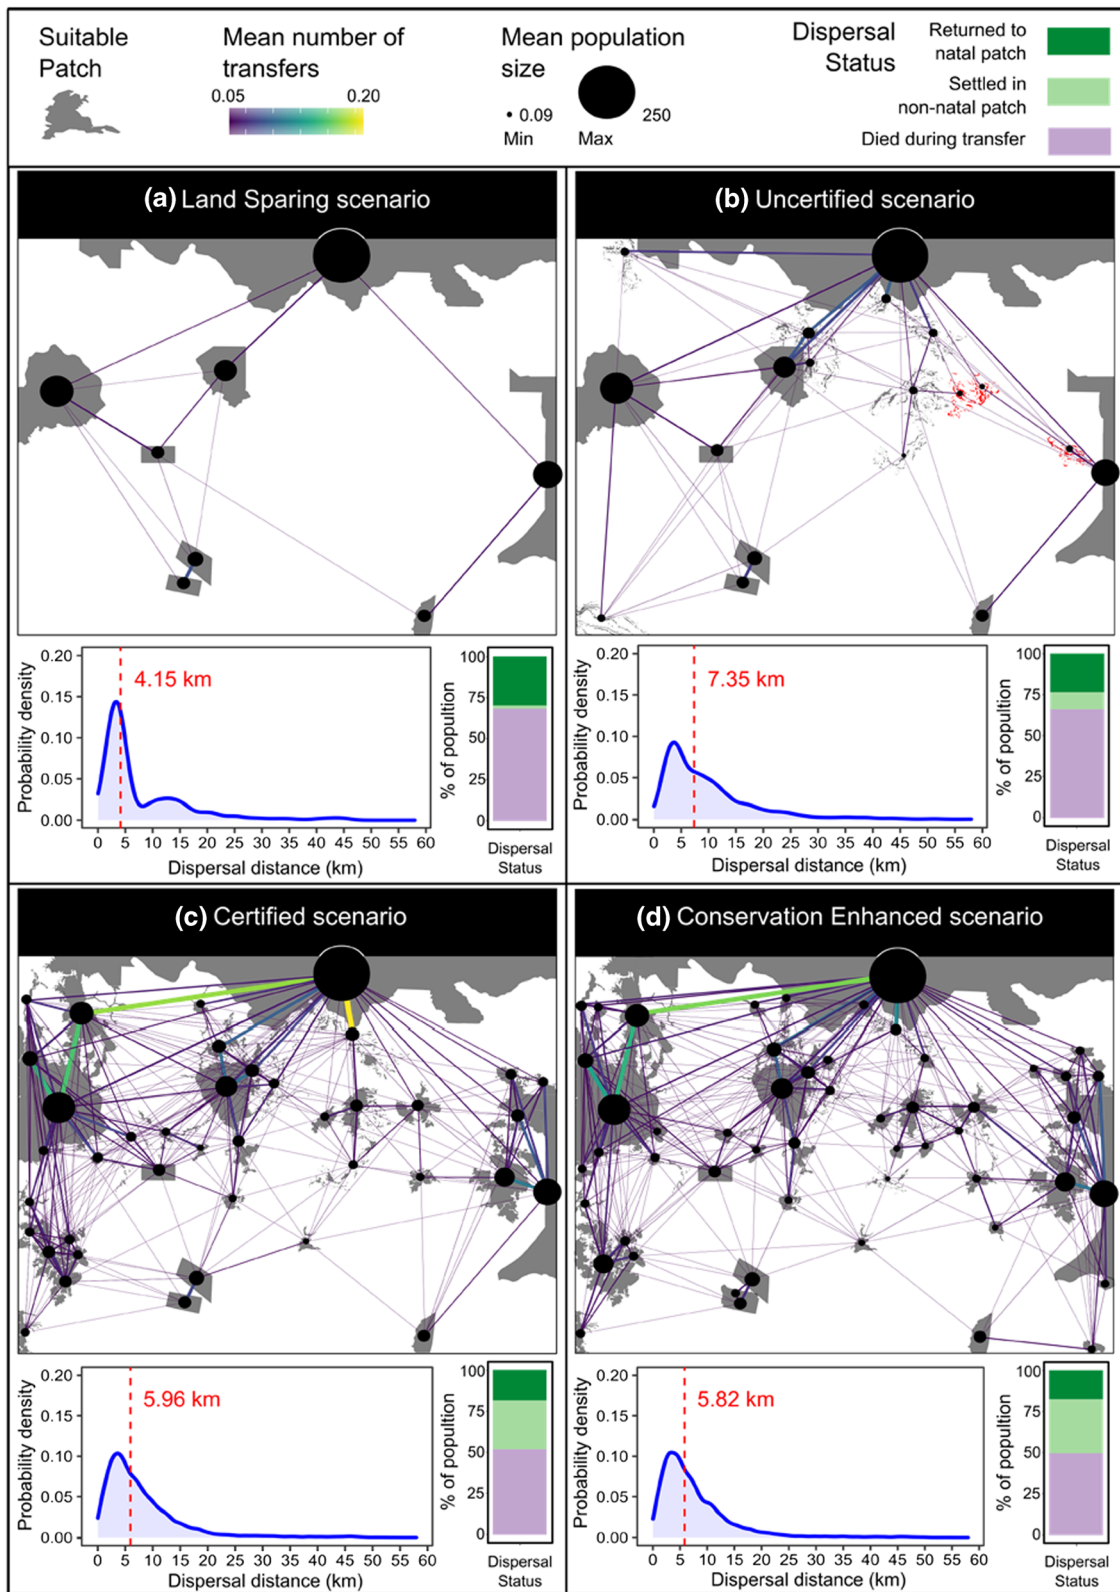 Suitable
Patch
Mean number of
transfers
0.05
0.20
Mean population
size
0.09
250
Min
Max
Dispersal
Status
Returned to
natal patch
Settled in
non-natal patch
Died during transfer
(a) Land Sparing scenario
0.20
0.15
0.10
0.05
0.00
Probability density
4.15 km
0 5 10 15 20 25 30 35 40 45 50 55 60
Dispersal distance (km)
100
75
50
25
0
% of popultion
Dispersal
Status
(b) Uncertified scenario
0.20
0.15
0.10
0.05
0.00
Probability density
7.35 km
0 5 10 15 20 25 30 35 40 45 50 55 60
Dispersal distance (km)
100
75
50
25
0
% of popultion
Dispersal
Status
(c) Certified scenario
0.20
0.15
0.10
0.05
0.00
Probability density
5.96 km
0 5 10 15 20 25 30 35 40 45 50 55 60
Dispersal distance (km)
100
75
50
25
0
% of popultion
Dispersal
Status
(d) Conservation Enhanced scenario
0.20
0.15
0.10
0.05
0.00
Probability density
5.82 km
0 5 10 15 20 25 30 35 40 45 50 55 60
Dispersal distance (km)
100
75
50
25
0
% of popultion
Dispersal
Status